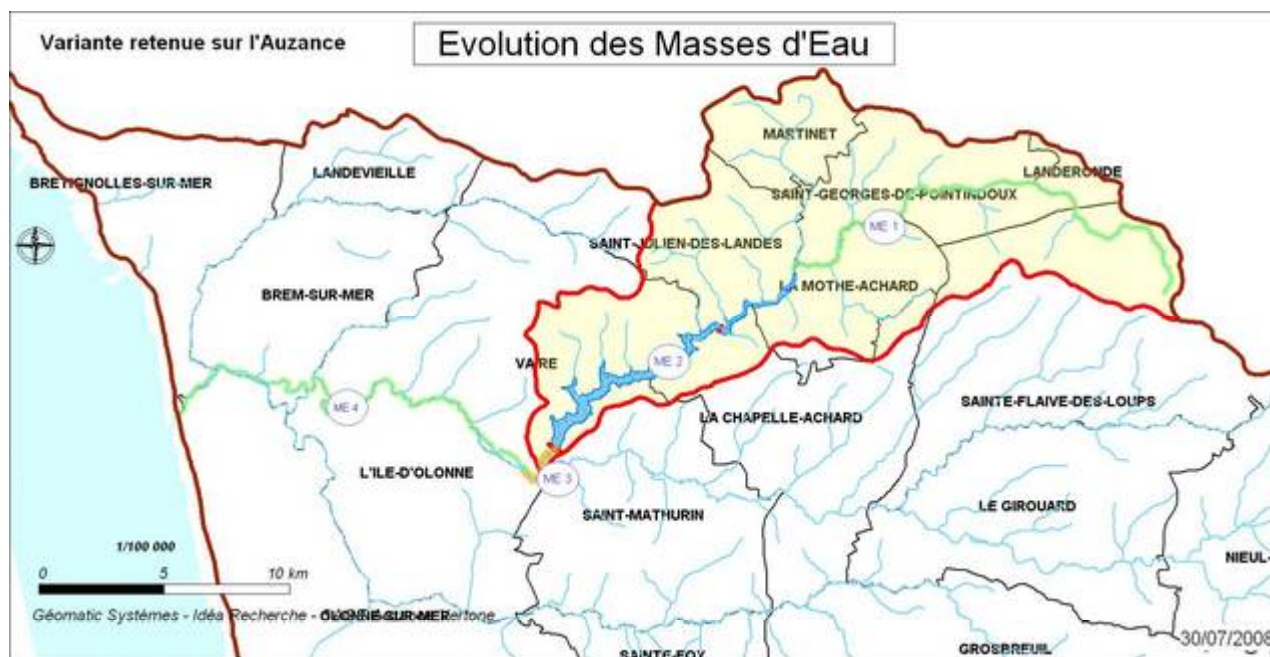 Variante retenue sur l'Auzance
Evolution des Masses d'Eau
MARTINET
LANDEVIEILLE
LANDERONDE
BRETIGNOLLES-SUR-MER
SAINT-GEORGES-DE-POINTINDOUX
ME 1
SAINT-JULIEN-DES-LANDES
LA MOTHE-ACHARD
BREM-SUR-MER
VAIRE
ME 2
ME 4
SAINTE-FLAIVE-DES-LOUPS
LA CHAPELLE-ACHARD
L'ILE-D'OLONNE
ME 3
LE GIROUARD
SAINT-MATHURIN
1/100 000
NIEUL-
0 5 10 km
Géomatic Systèmes - Idéa Recherche -
OLONNE-SUR-MER
30/07/2008
GROSBREUIL
SAINTE-FOY